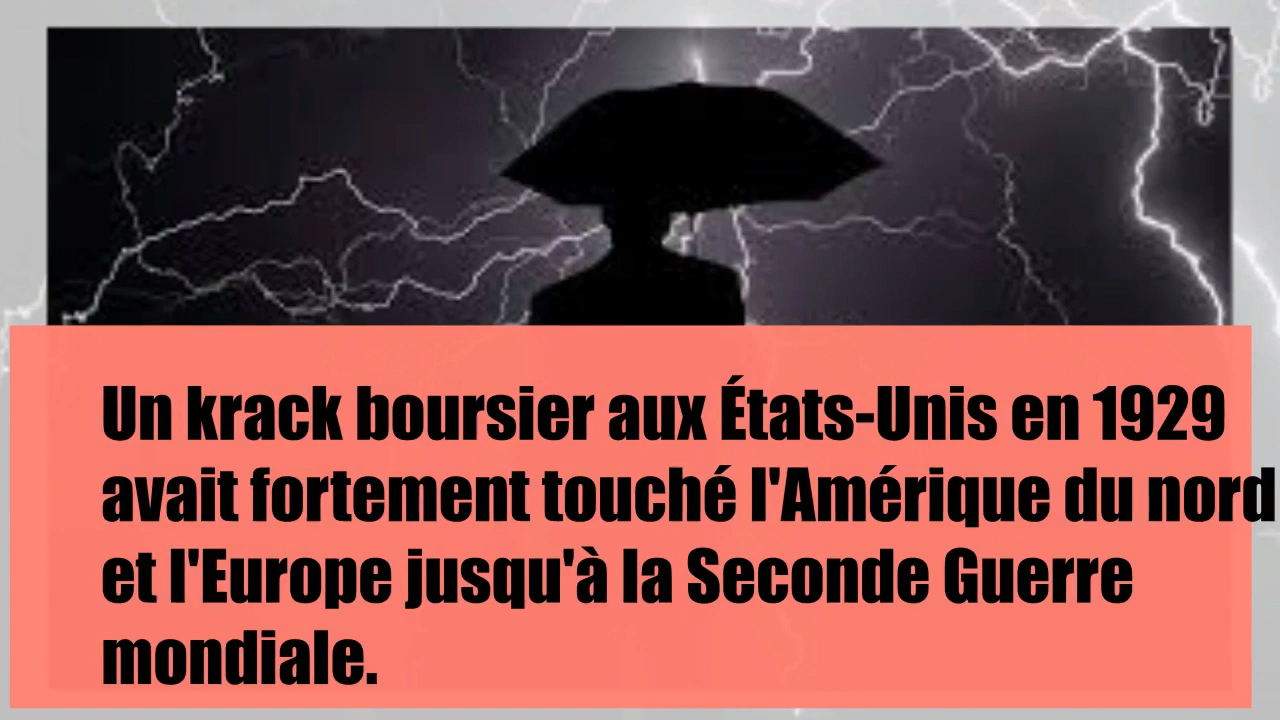 Un krack boursier aux États-Unis en 1929
avait fortement touché l'Amérique du nord
et l'Europe jusqu'à la Seconde Guerre
mondiale.